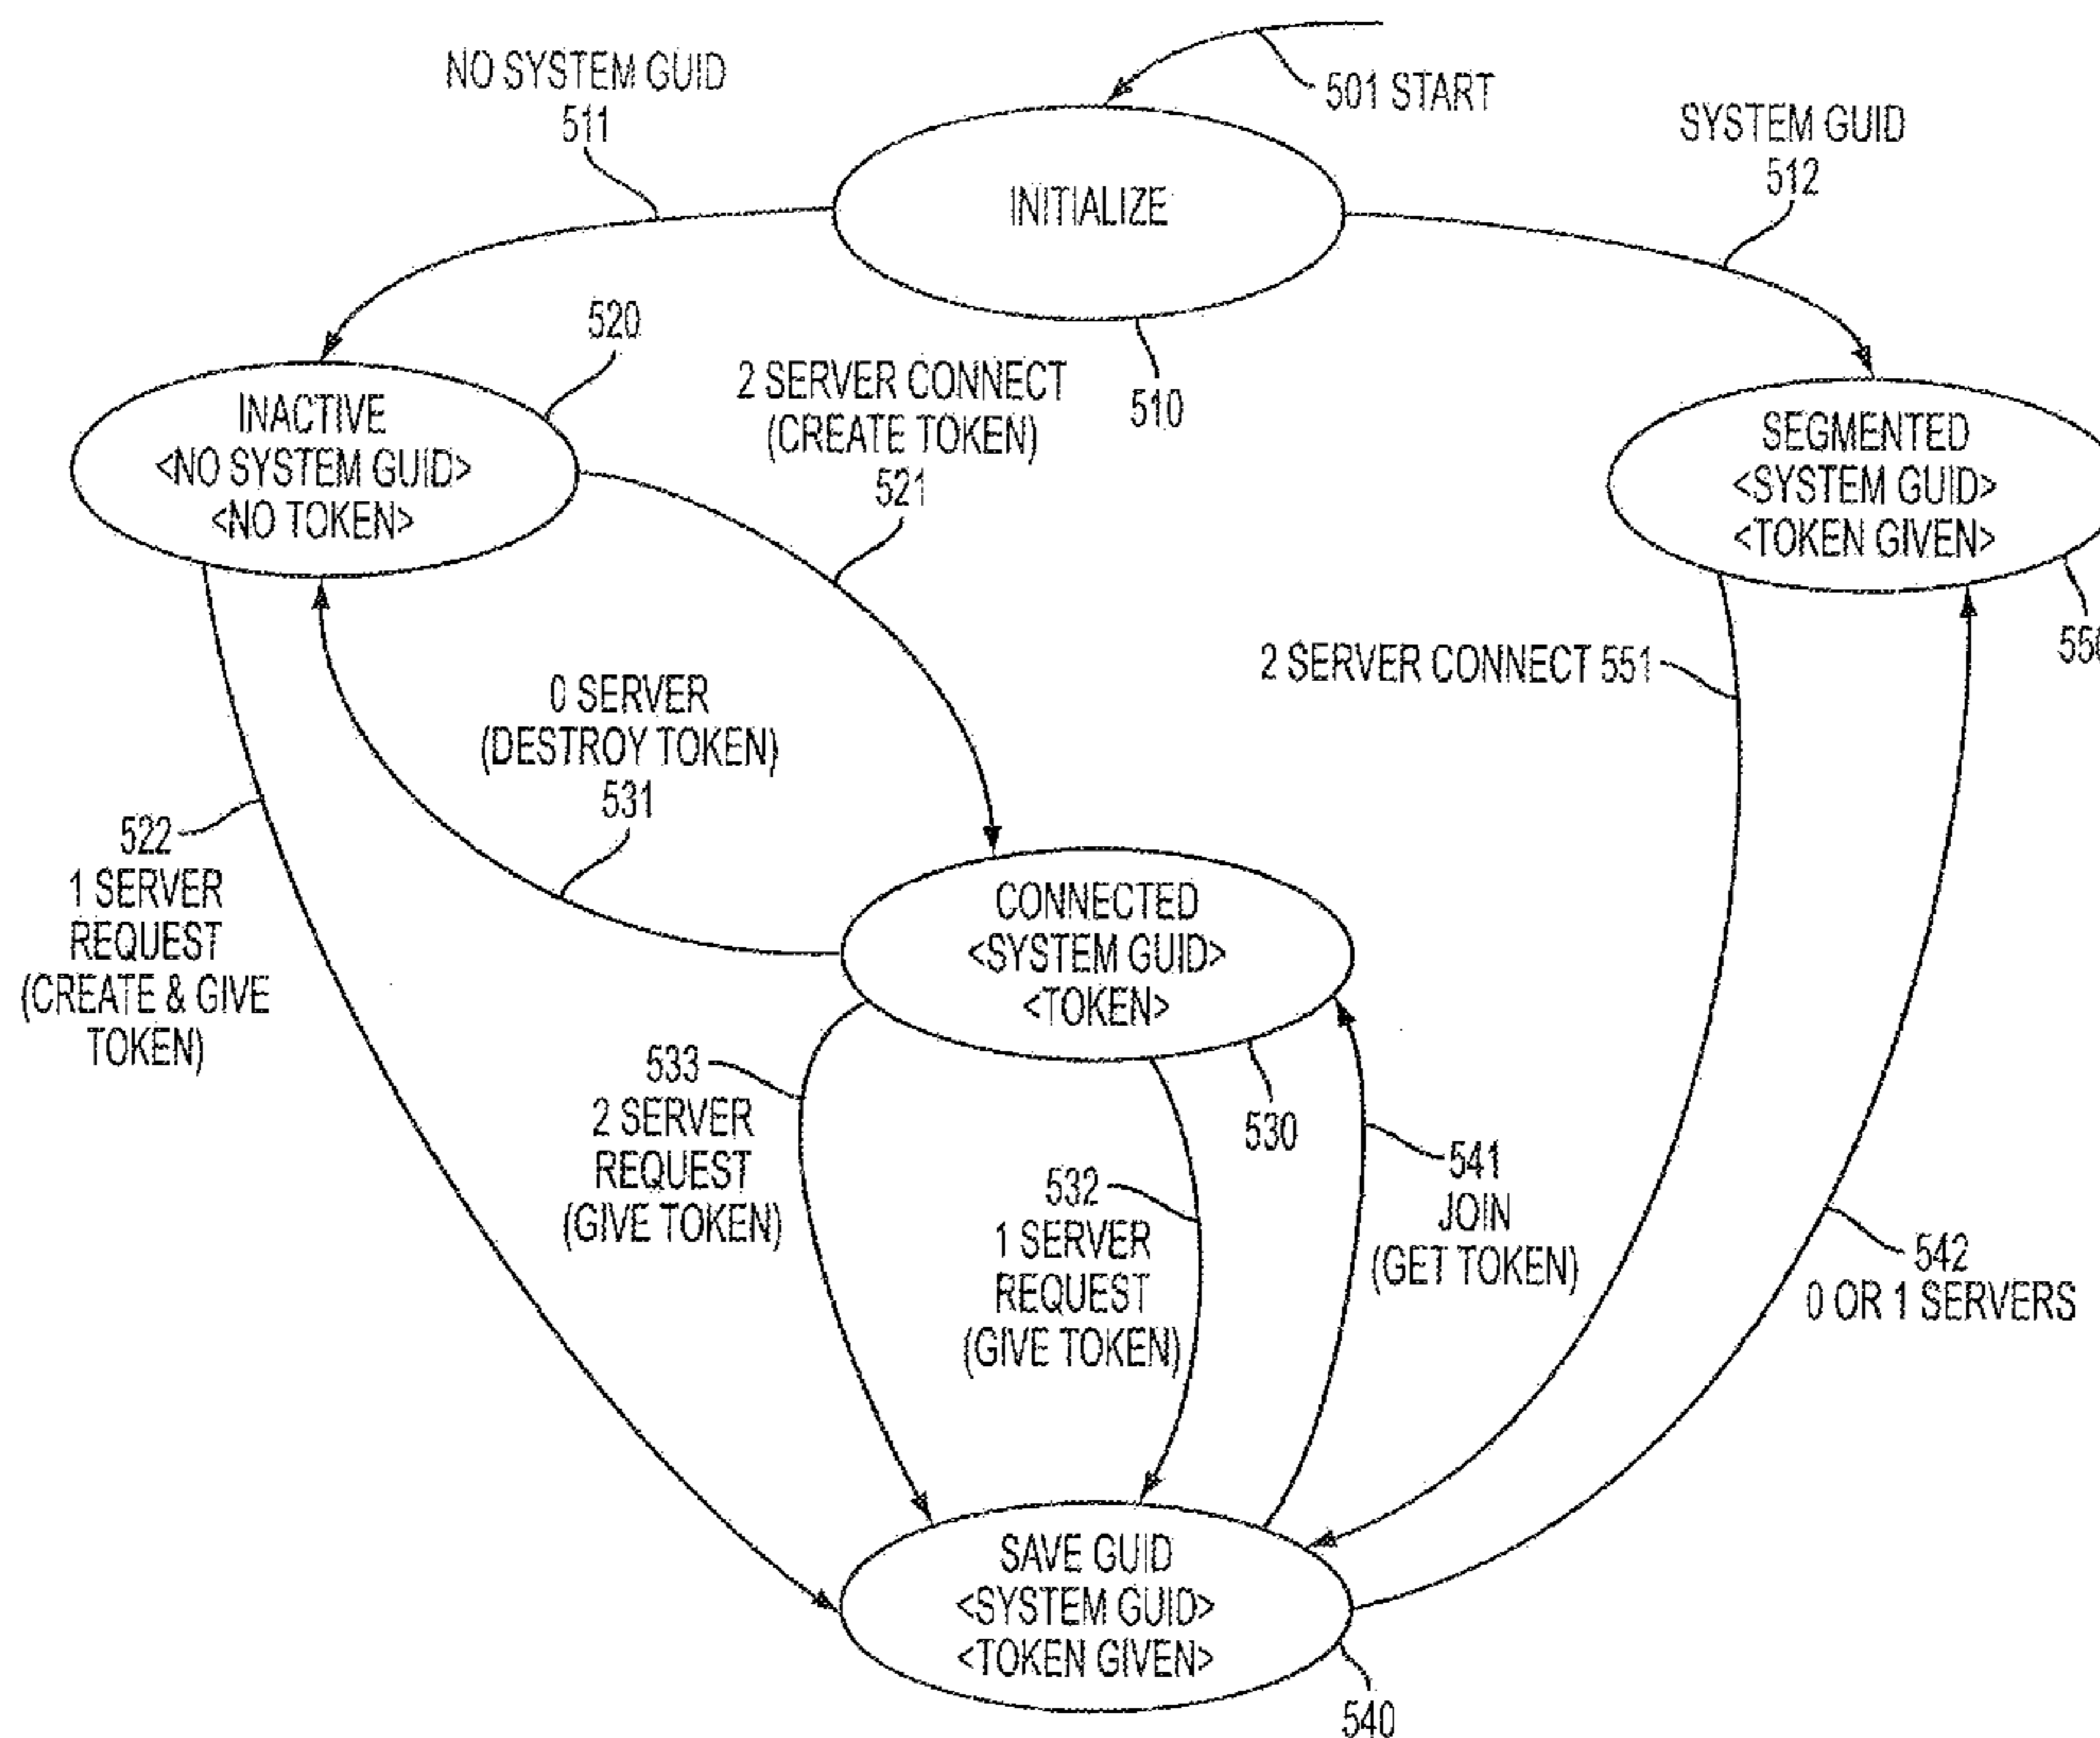 NO SYSTEM GUID
511
501 START
SYSTEM GUID
512
INITIALIZE
510
520
INACTIVE
<NO SYSTEM GUID>
<NO TOKEN>
2 SERVER CONNECT
(CREATE TOKEN)
521
SEGMENTED
<SYSTEM GUID>
<TOKEN GIVEN>
2 SERVER CONNECT 551
0 SERVER
(DESTROY TOKEN)
531
522
1 SERVER
REQUEST
(CREATE & GIVE
TOKEN)
CONNECTED
<SYSTEM GUID>
<TOKEN>
530
533
2 SERVER
REQUEST
(GIVE TOKEN)
532
1 SERVER
REQUEST
(GIVE TOKEN)
541
JOIN
(GET TOKEN)
542
0 OR 1 SERVERS
SAVE GUID
<SYSTEM GUID>
<TOKEN GIVEN>
540